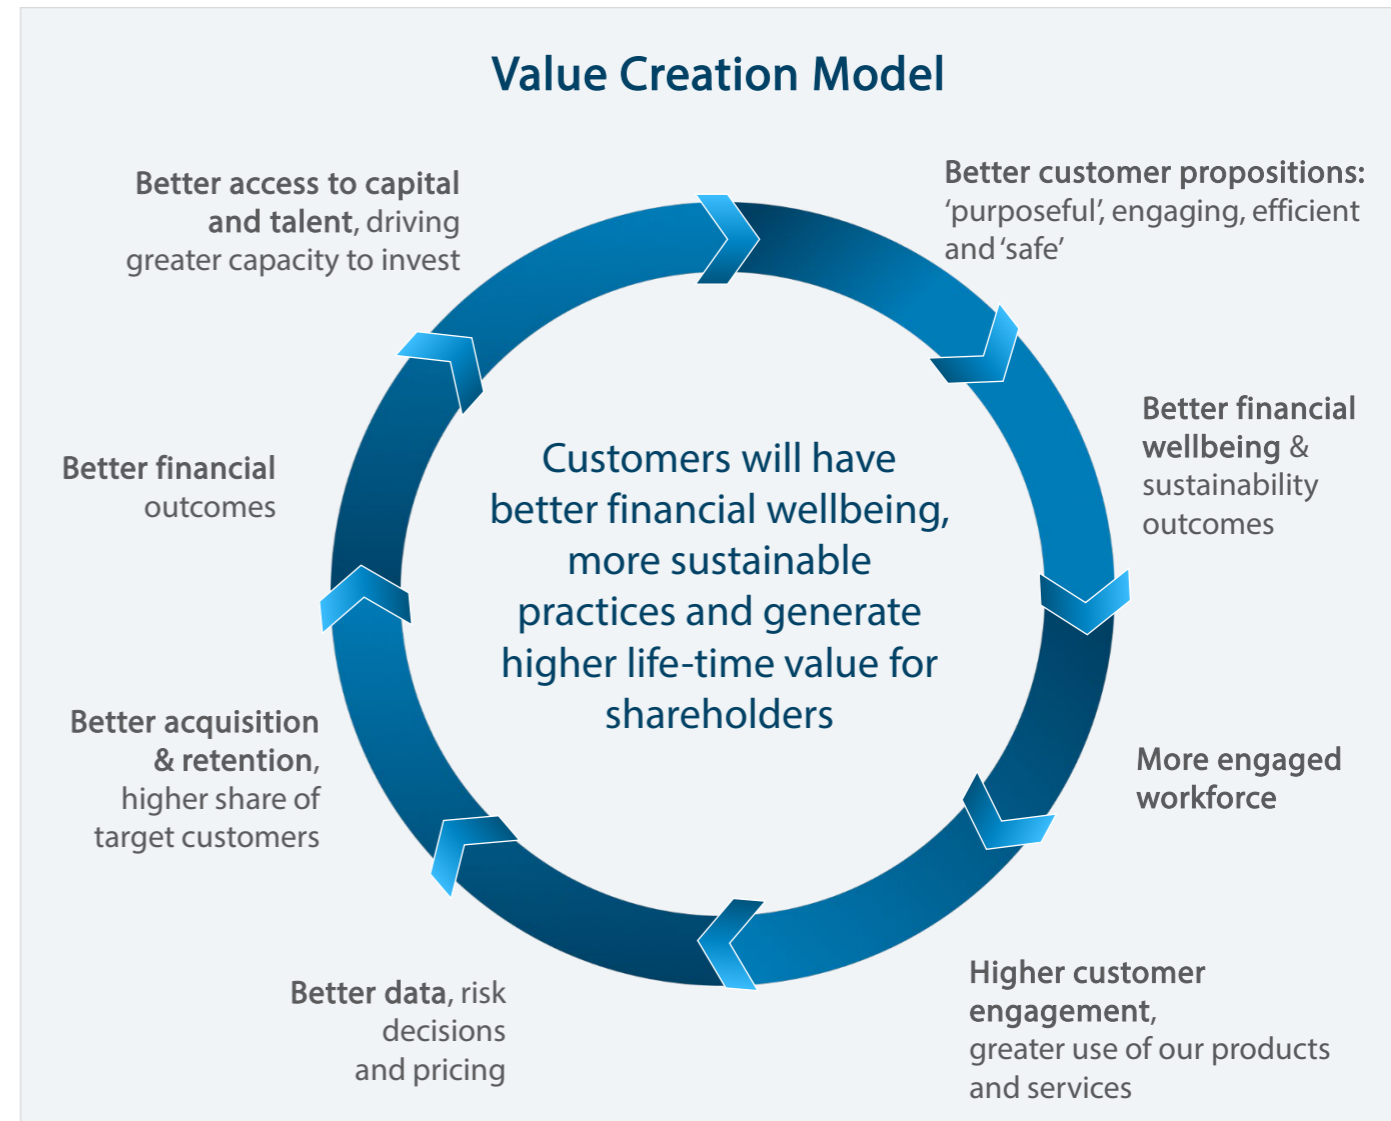 Value Creation Model
Better customer propositions:
‘purposeful’, engaging, efficient
and ‘safe’
Better financial
wellbeing &
sustainability
outcomes
More engaged
workforce
Higher customer
engagement,
greater use of our products
and services
Better data, risk
decisions
and pricing
Better acquisition
& retention,
higher share of
target customers
Better financial
outcomes
Better access to capital
and talent, driving
greater capacity to invest
Customers will have
better financial wellbeing,
more sustainable
practices and generate
higher life-time value for
shareholders